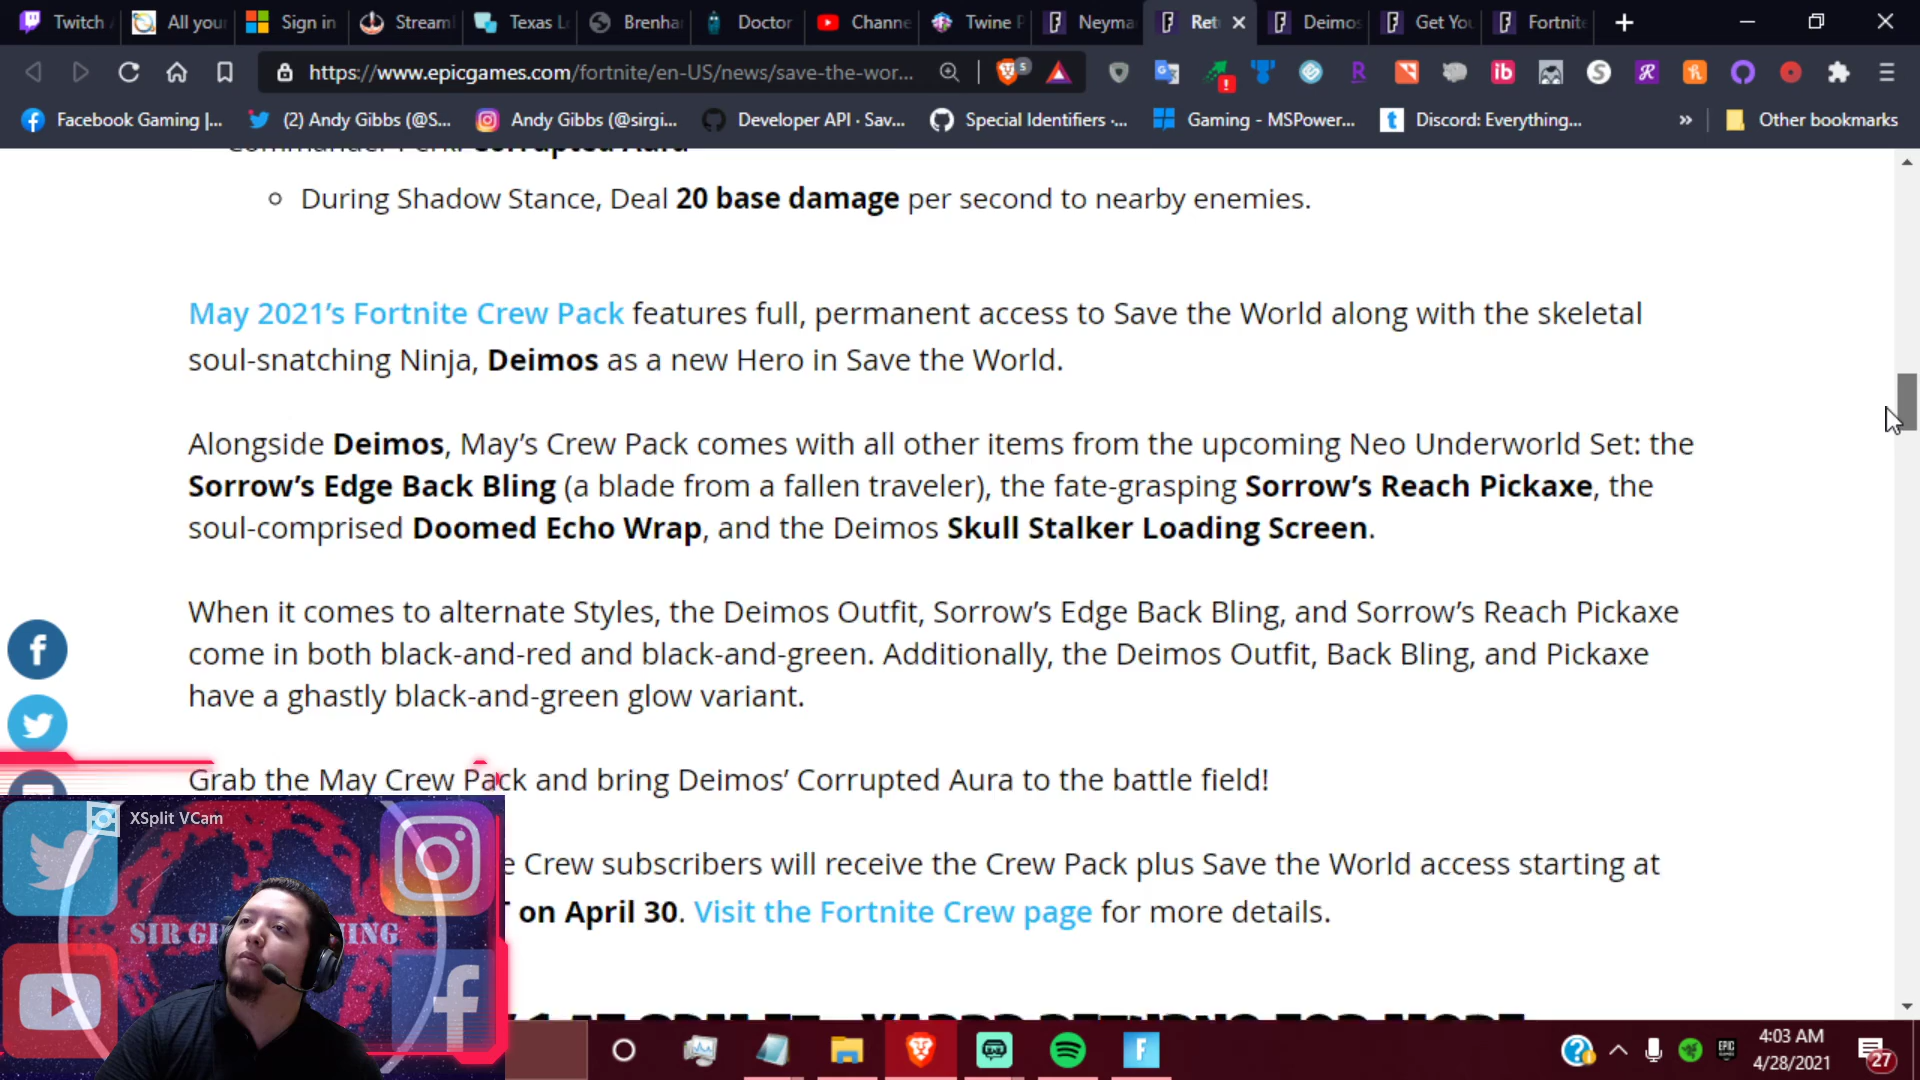 Twitch
All your
Sign in
Streaml
Texas L
Brenha
Doctor
Channe
Twine P
Neyma
Ret
Deimos
Get You
Fortnite
https://www.epicgames.com/fortnite/en-US/news/save-the-wor...
5
Facebook Gaming |...
(2) Andy Gibbs (@S...
Andy Gibbs (@sirgi...
Developer API · Sav...
Special Identifiers ·...
Gaming - MSPower...
Discord: Everything...
Other bookmarks
Commander Perk: Corrupted Aura
During Shadow Stance, Deal 20 base damage per second to nearby enemies.
May 2021's Fortnite Crew Pack features full, permanent access to Save the World along with the skeletal
soul-snatching Ninja, Deimos as a new Hero in Save the World.
Alongside Deimos, May's Crew Pack comes with all other items from the upcoming Neo Underworld Set: the
Sorrow's Edge Back Bling (a blade from a fallen traveler), the fate-grasping Sorrow's Reach Pickaxe, the
soul-comprised Doomed Echo Wrap, and the Deimos Skull Stalker Loading Screen.
When it comes to alternate Styles, the Deimos Outfit, Sorrow's Edge Back Bling, and Sorrow's Reach Pickaxe
come in both black-and-red and black-and-green. Additionally, the Deimos Outfit, Back Bling, and Pickaxe
have a ghastly black-and-green glow variant.
Grab the May Crew Pack and bring Deimos' Corrupted Aura to the battle field!
Crew subscribers will receive the Crew Pack plus Save the World access starting at
on April 30. Visit the Fortnite Crew page for more details.
XSplit VCam
SIR
RETURNS FOR MORE
4:03 AM
4/28/2021
27